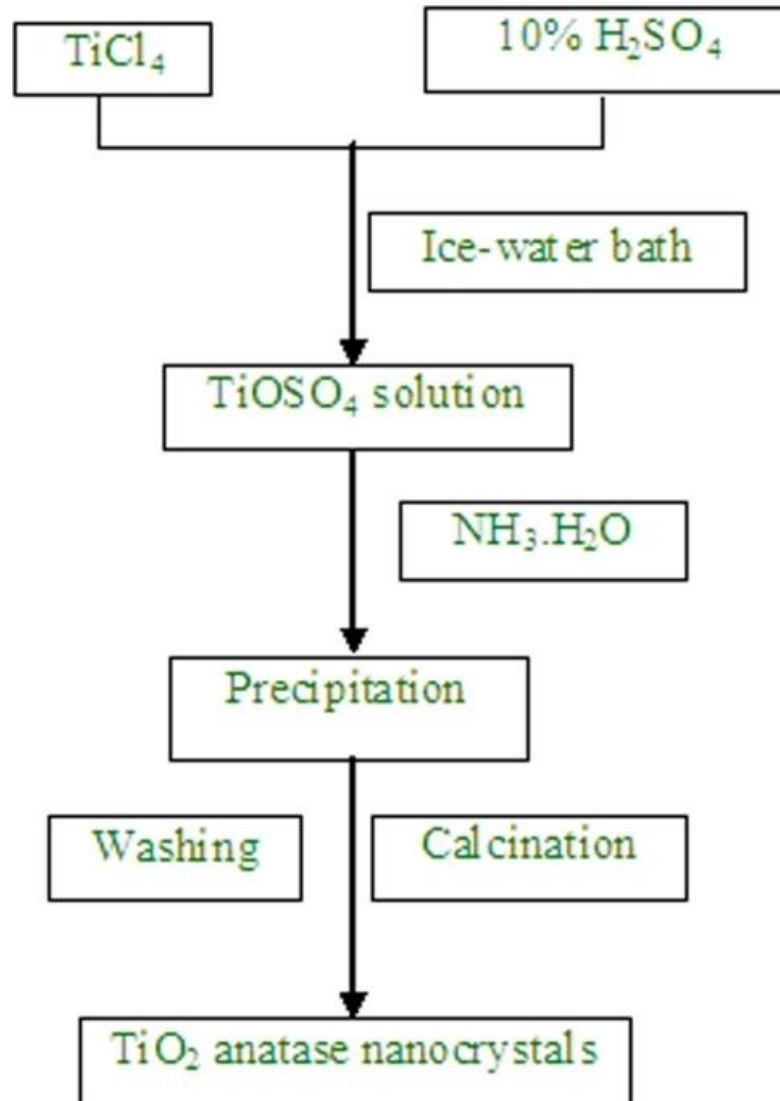 TiCl₄
10% H₂SO₄
Ice-water bath
TiOSO₄ solution
NH₃.H₂O
Precipitation
Washing
Calcination
TiO₂ anatase nanocrystals